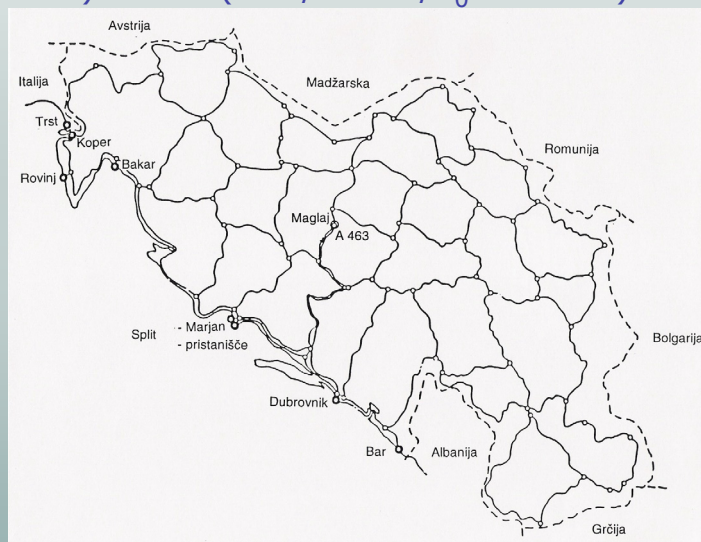 Avstrija
Madžarska
Italija
Trst
Koper
Romunija
Rovinj
Bakar
Maglaj
A 463
Split - Marjan
- pristanišče
Bolgarija
Dubrovnik
Bar
Albanija
Grčija